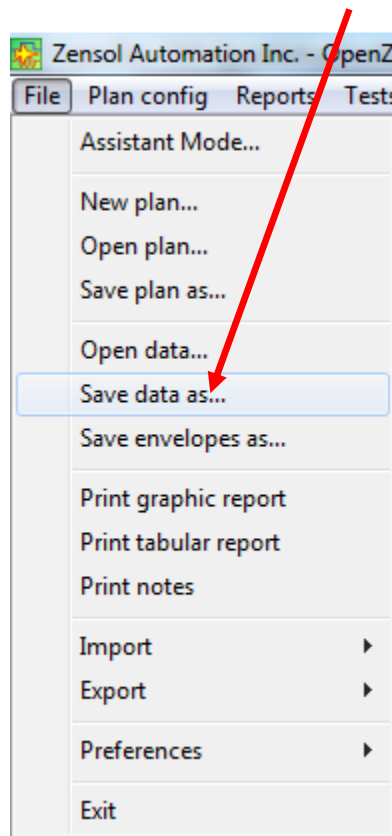 Zensol Automation Inc. - OpenZ
File Plan config Reports Tests
Assistant Mode...
New plan...
Open plan...
Save plan as...
Open data...
Save data as...
Save envelopes as...
Print graphic report
Print tabular report
Print notes
Import
Export
Preferences
Exit